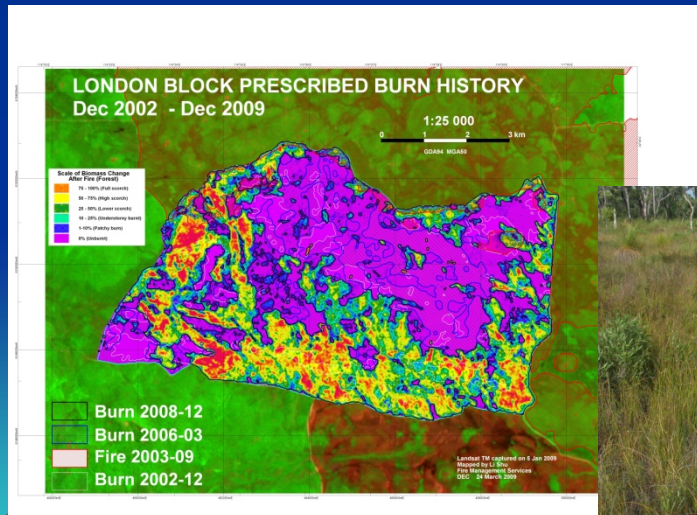 LONDON BLOCK PRESCRIBED BURN HISTORY
Dec 2002 - Dec 2009
1:25 000
0 1 2 3 km
GDA94 MGA50
Scale of Biomass Change
After Fire (Forest)
75 - 100% (Full scorch)
50 - 75% (High scorch)
25 - 50% (Lower scorch)
10 - 25% (Understorey burnt)
1-10% (Patchy burn)
0% (Unburnt)
Burn 2008-12
Burn 2006-03
Fire 2003-09
Burn 2002-12
Landsat TM captured on 5 Jan 2009
Mapped by Li Shu
Fire Management Services
DEC 24 March 2009